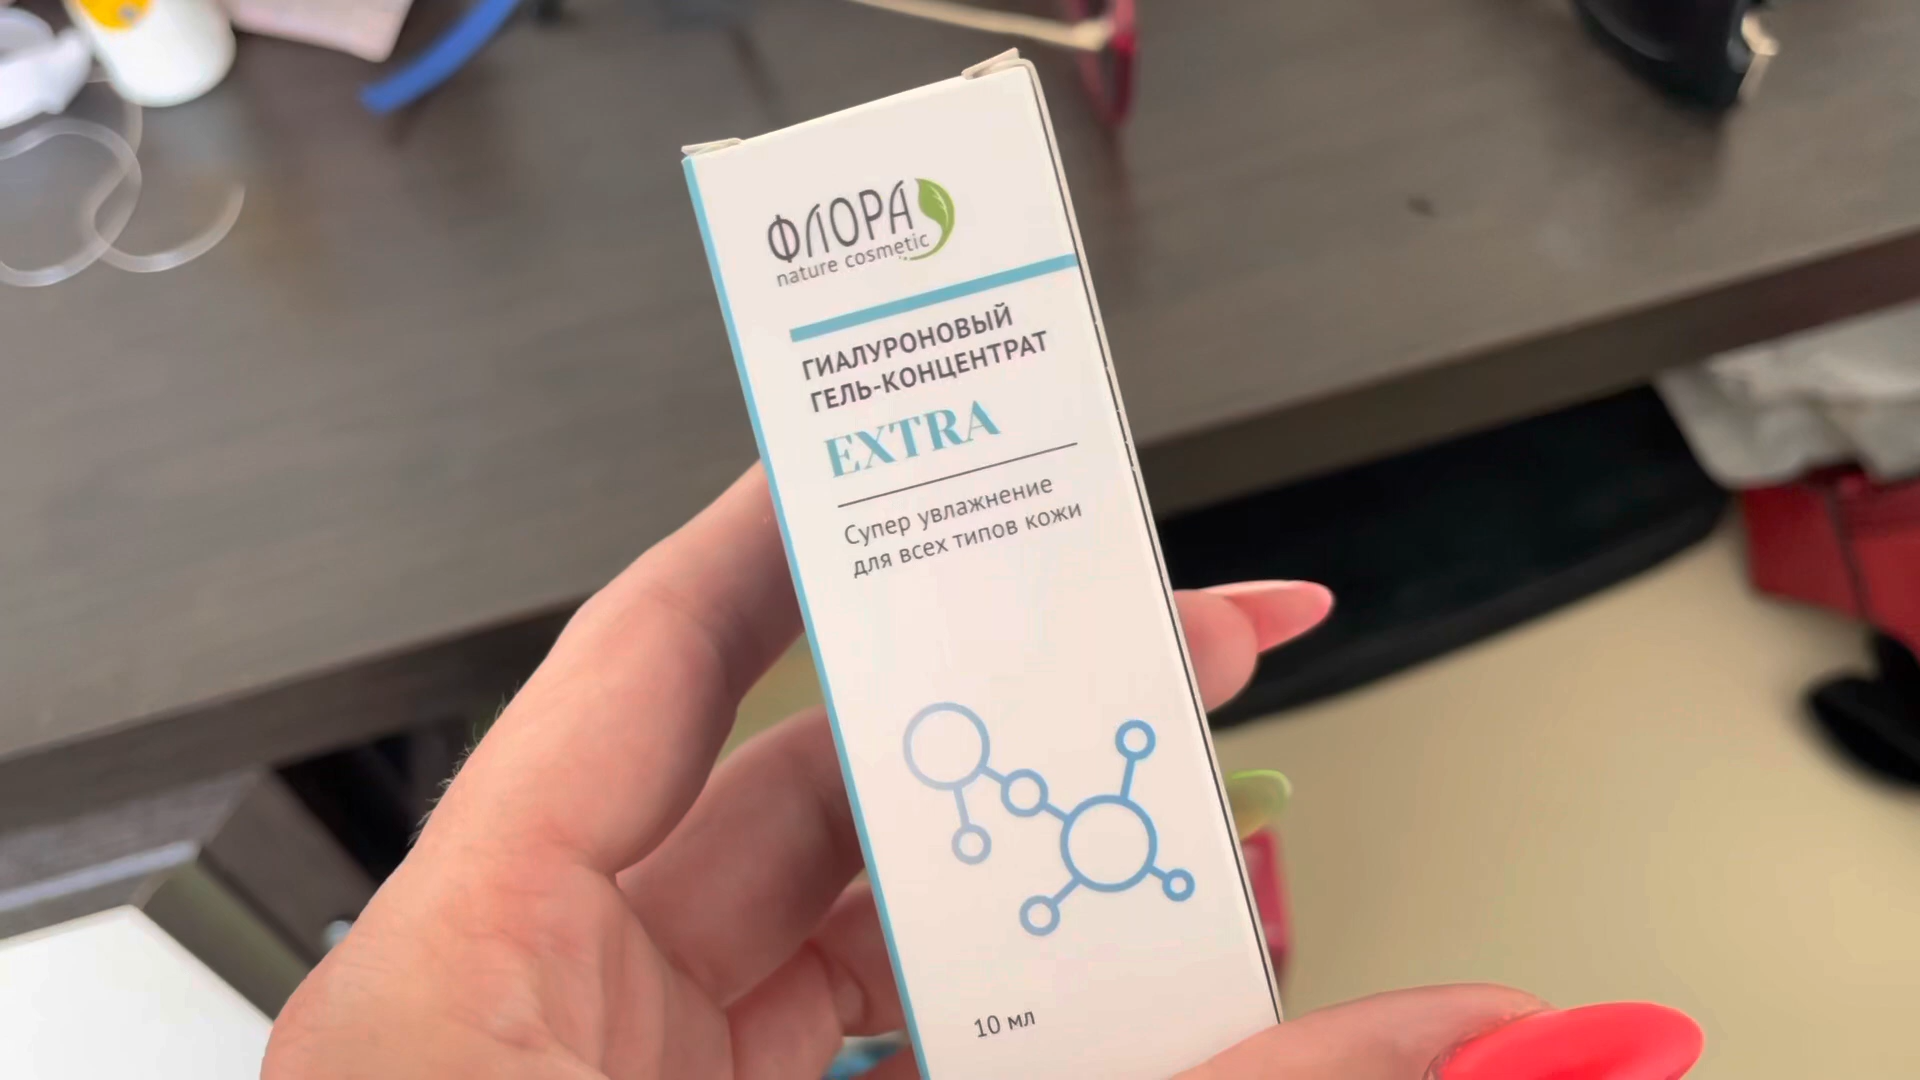 ФЛОРА
nature cosmetic
ГИАЛУРОНОВЫЙ
ГЕЛЬ-КОНЦЕНТРАТ
EXTRA
Супер увлажнение
для всех типов кожи
10 мл